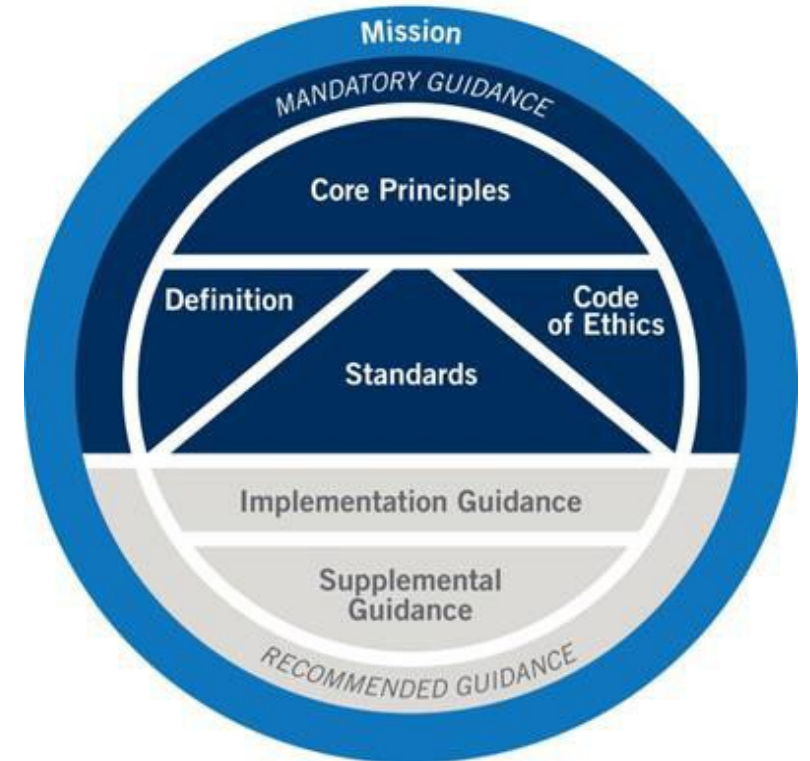 Mission
MANDATORY GUIDANCE
Core Principles
Definition
Code
of Ethics
Standards
Implementation Guidance
Supplemental
Guidance
RECOMMENDED GUIDANCE